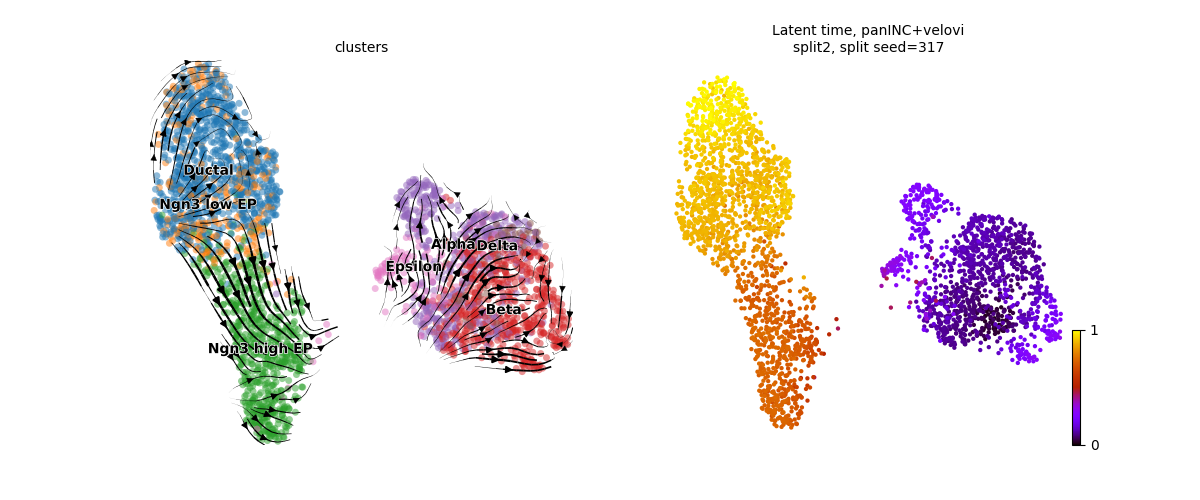 clusters
Ductal
Ngn3 low EP
Ngn3 high EP
Alpha
Delta
Epsilon
Beta
Latent time, panINC+velovi
split2, split seed=317
1
0